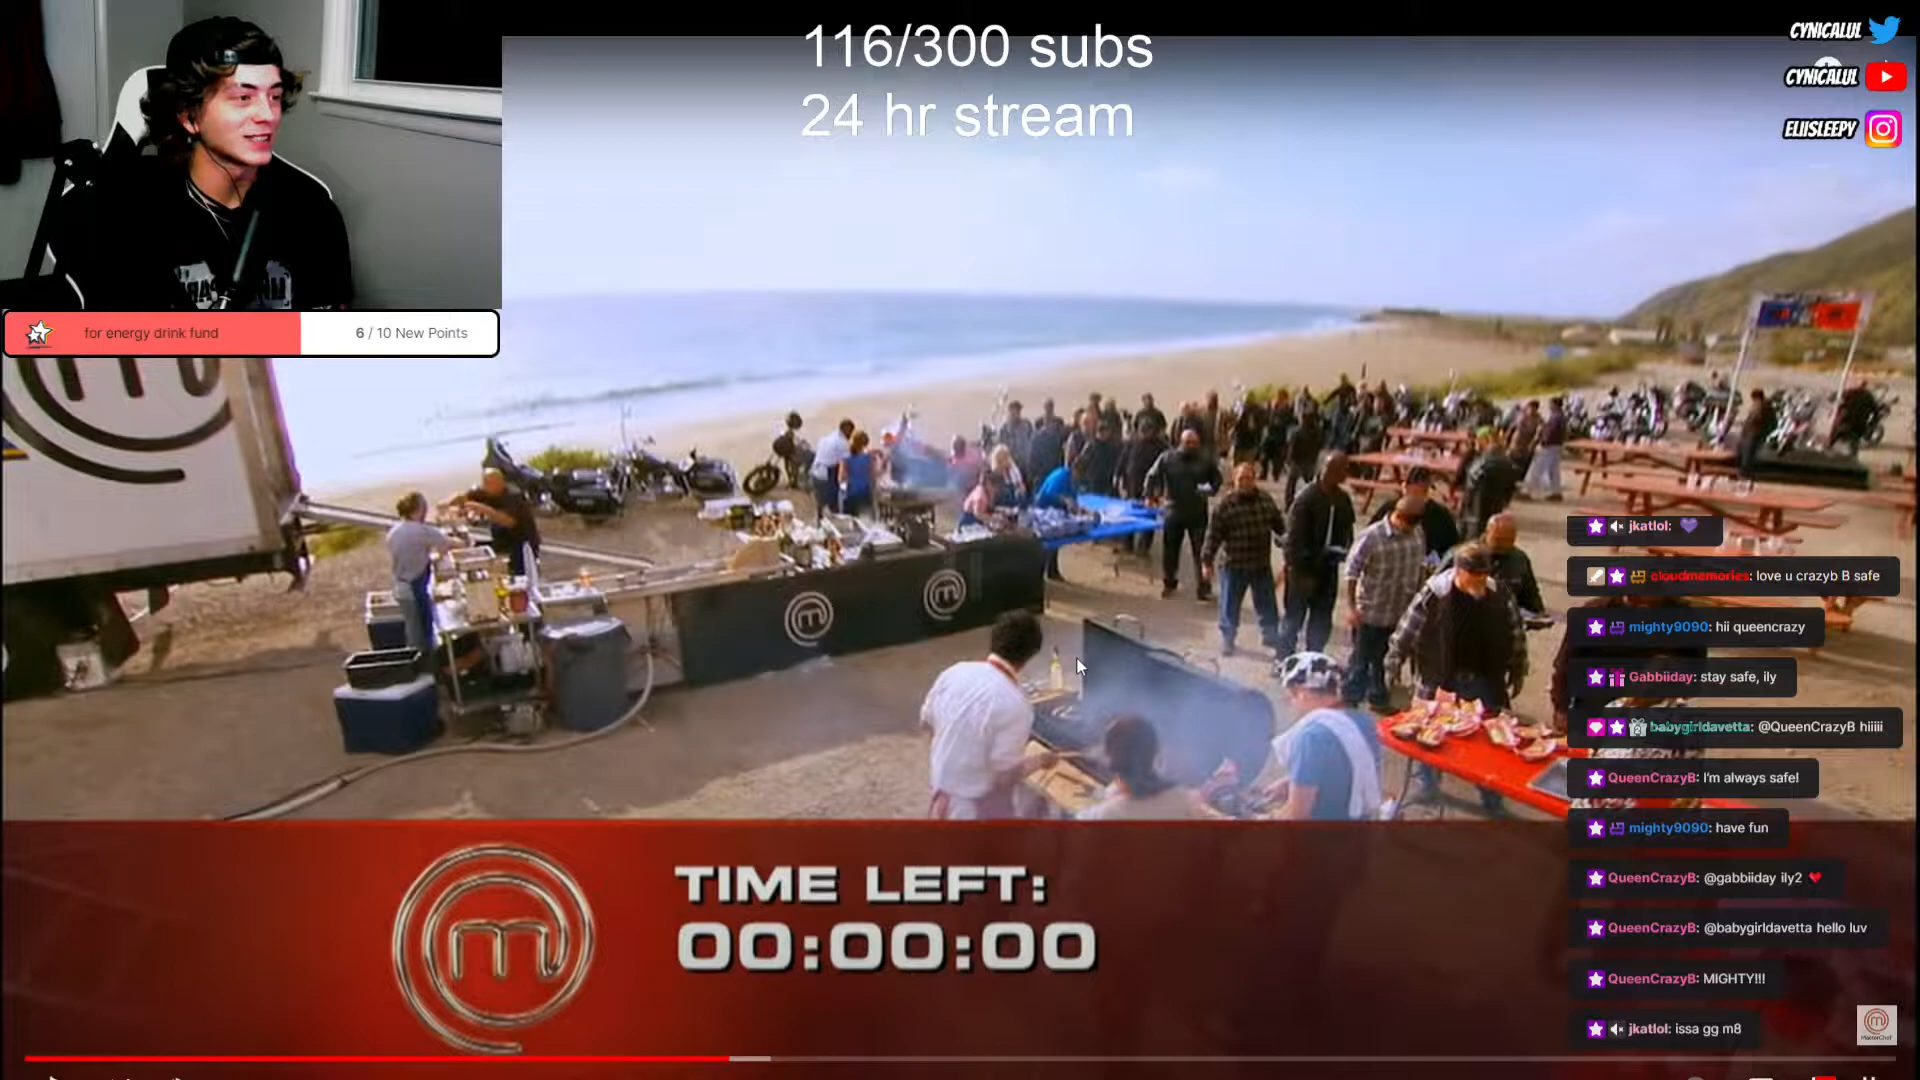 116/300 subs
24 hr stream
CYNICALUL
CYNICALUL
ELIISLEEPY
for energy drink fund
6 / 10 New Points
jkatlol: 💜
cloudmemories: love u crazyb B safe
mighty9090: hii queencrazy
Gabbiiday: stay safe, ily
babygirldavetta: @QueenCrazyB hiiiii
QueenCrazyB: I'm always safe!
mighty9090: have fun
QueenCrazyB: @gabbiiday ily2 ♥
QueenCrazyB: @babygirldavetta hello luv
QueenCrazyB: MIGHTY!!!
jkatlol: issa gg m8
TIME LEFT:
00:00:00
MasterChef